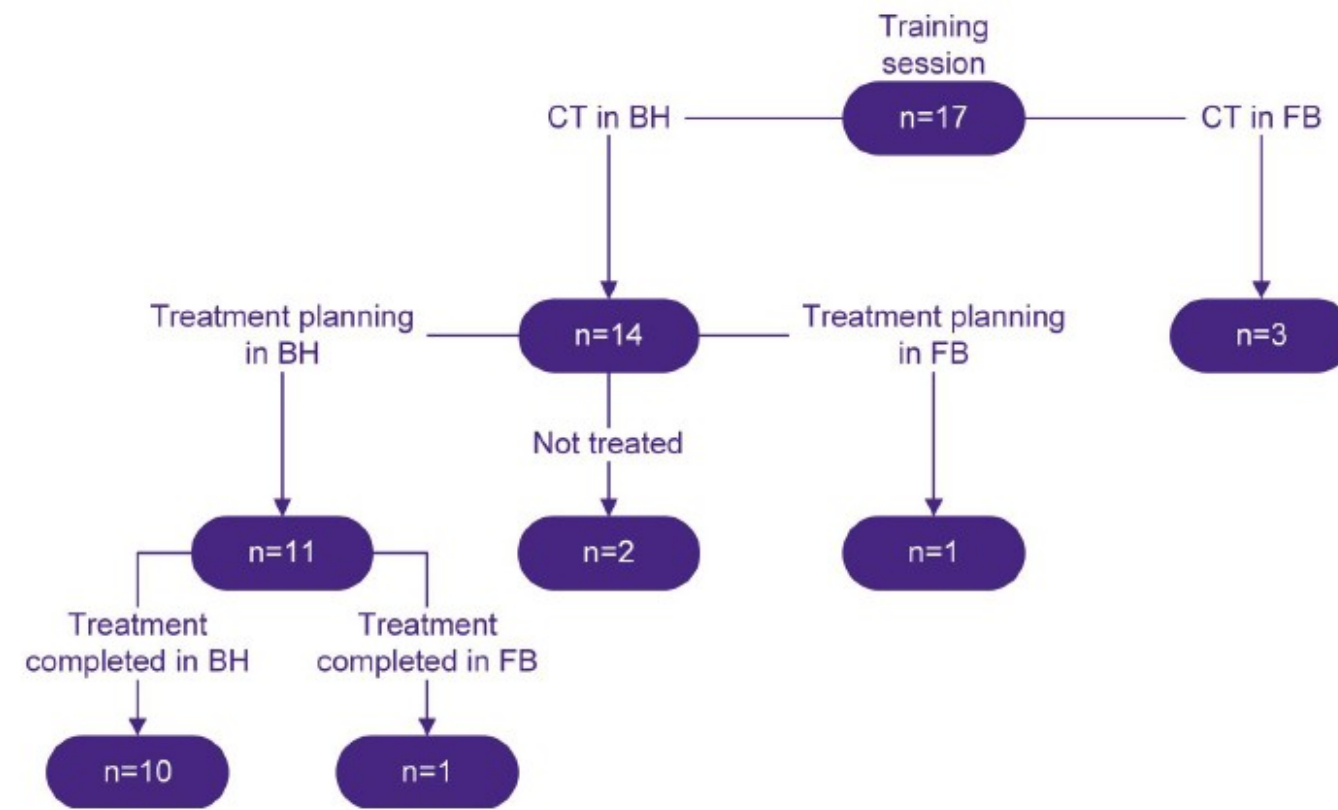 Training
session
n=17
CT in BH
CT in FB
n=14
n=3
Treatment planning
in BH
Treatment planning
in FB
Not treated
n=11
n=2
n=1
Treatment
completed in BH
Treatment
completed in FB
n=10
n=1